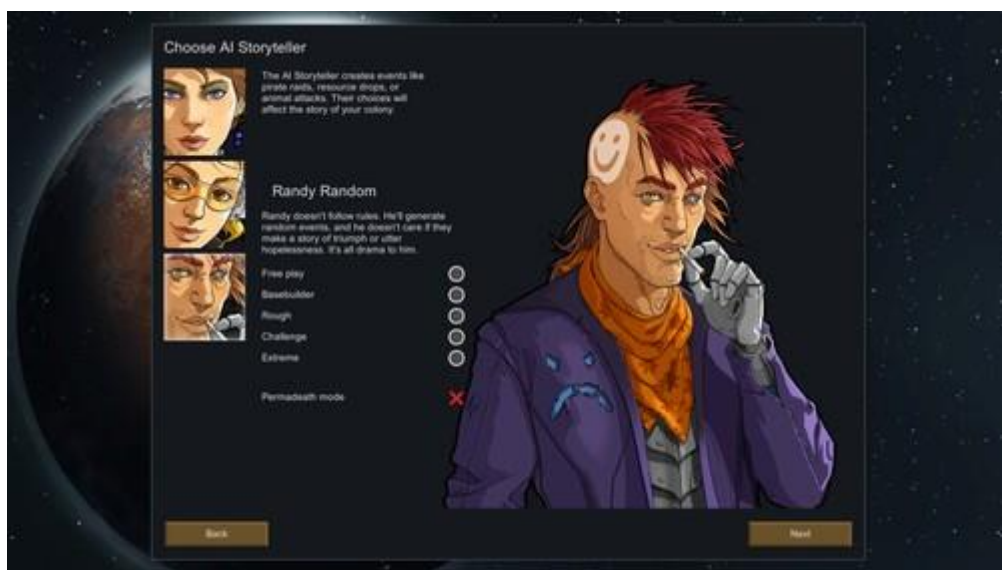 Choose AI Storyteller
The AI Storyteller creates events like
pirate raids, resource drops, or
animal attacks. Their choices will
affect the story of your colony.
Randy Random
Randy doesn't follow rules. He'll generate
random events, and he doesn't care if they
make a story of triumph or utter
hopelessness. It's all drama to him.
Free play
Basebuilder
Rough
Challenge
Extreme
Permadeath mode
Back
Next